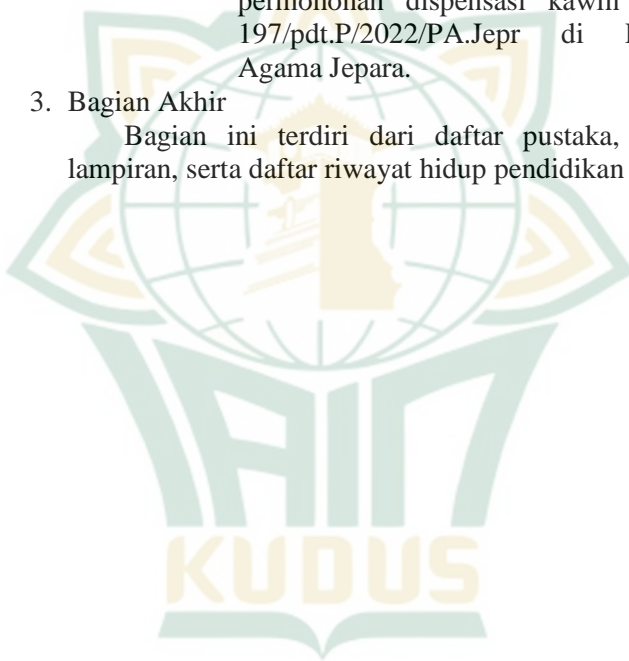 permohonan dispensasi kawin
197/pdt.P/2022/PA.Jepr di
Agama Jepara.
3. Bagian Akhir
Bagian ini terdiri dari daftar pustaka,
lampiran, serta daftar riwayat hidup pendidikan
IAIN
KUDUS